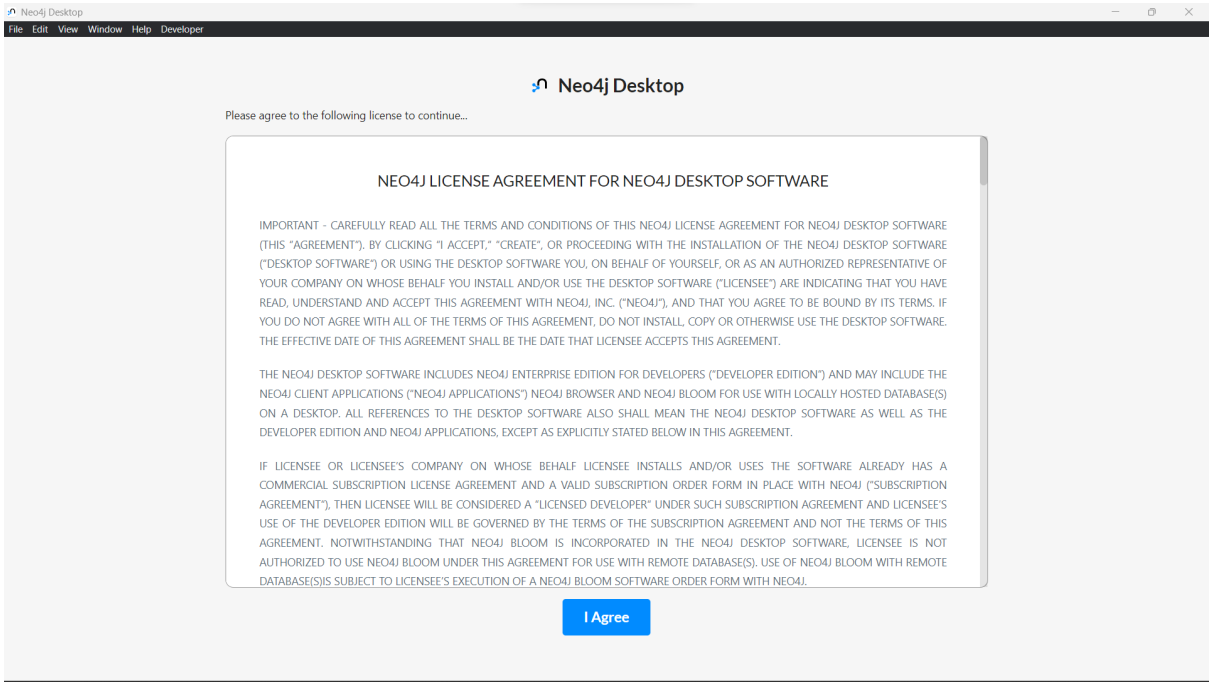 Neo4j Desktop
File Edit View Window Help Developer
Neo4j Desktop
Please agree to the following license to continue...
NEO4J LICENSE AGREEMENT FOR NEO4J DESKTOP SOFTWARE
IMPORTANT - CAREFULLY READ ALL THE TERMS AND CONDITIONS OF THIS NEO4J LICENSE AGREEMENT FOR NEO4J DESKTOP SOFTWARE
(THIS "AGREEMENT"). BY CLICKING "I ACCEPT," "CREATE", OR PROCEEDING WITH THE INSTALLATION OF THE NEO4J DESKTOP SOFTWARE
("DESKTOP SOFTWARE") OR USING THE DESKTOP SOFTWARE YOU, ON BEHALF OF YOURSELF, OR AS AN AUTHORIZED REPRESENTATIVE OF
YOUR COMPANY ON WHOSE BEHALF YOU INSTALL AND/OR USE THE DESKTOP SOFTWARE ("LICENSEE") ARE INDICATING THAT YOU HAVE
READ, UNDERSTAND AND ACCEPT THIS AGREEMENT WITH NEO4J, INC. ("NEO4J"), AND THAT YOU AGREE TO BE BOUND BY ITS TERMS. IF
YOU DO NOT AGREE WITH ALL OF THE TERMS OF THIS AGREEMENT, DO NOT INSTALL, COPY OR OTHERWISE USE THE DESKTOP SOFTWARE.
THE EFFECTIVE DATE OF THIS AGREEMENT SHALL BE THE DATE THAT LICENSEE ACCEPTS THIS AGREEMENT.
THE NEO4J DESKTOP SOFTWARE INCLUDES NEO4J ENTERPRISE EDITION FOR DEVELOPERS ("DEVELOPER EDITION") AND MAY INCLUDE THE
NEO4J CLIENT APPLICATIONS ("NEO4J APPLICATIONS") NEO4J BROWSER AND NEO4J BLOOM FOR USE WITH LOCALLY HOSTED DATABASE(S)
ON A DESKTOP. ALL REFERENCES TO THE DESKTOP SOFTWARE ALSO SHALL MEAN THE NEO4J DESKTOP SOFTWARE AS WELL AS THE
DEVELOPER EDITION AND NEO4J APPLICATIONS, EXCEPT AS EXPLICITLY STATED BELOW IN THIS AGREEMENT.
IF LICENSEE OR LICENSEE'S COMPANY ON WHOSE BEHALF LICENSEE INSTALLS AND/OR USES THE SOFTWARE ALREADY HAS A
COMMERCIAL SUBSCRIPTION LICENSE AGREEMENT AND A VALID SUBSCRIPTION ORDER FORM IN PLACE WITH NEO4J ("SUBSCRIPTION
AGREEMENT"), THEN LICENSEE WILL BE CONSIDERED A "LICENSED DEVELOPER" UNDER SUCH SUBSCRIPTION AGREEMENT AND LICENSEE'S
USE OF THE DEVELOPER EDITION WILL BE GOVERNED BY THE TERMS OF THE SUBSCRIPTION AGREEMENT AND NOT THE TERMS OF THIS
AGREEMENT. NOTWITHSTANDING THAT NEO4J BLOOM IS INCORPORATED IN THE NEO4J DESKTOP SOFTWARE, LICENSEE IS NOT
AUTHORIZED TO USE NEO4J BLOOM UNDER THIS AGREEMENT FOR USE WITH REMOTE DATABASE(S). USE OF NEO4J BLOOM WITH REMOTE
DATABASE(S)IS SUBJECT TO LICENSEE'S EXECUTION OF A NEO4J BLOOM SOFTWARE ORDER FORM WITH NEO4J.
I Agree